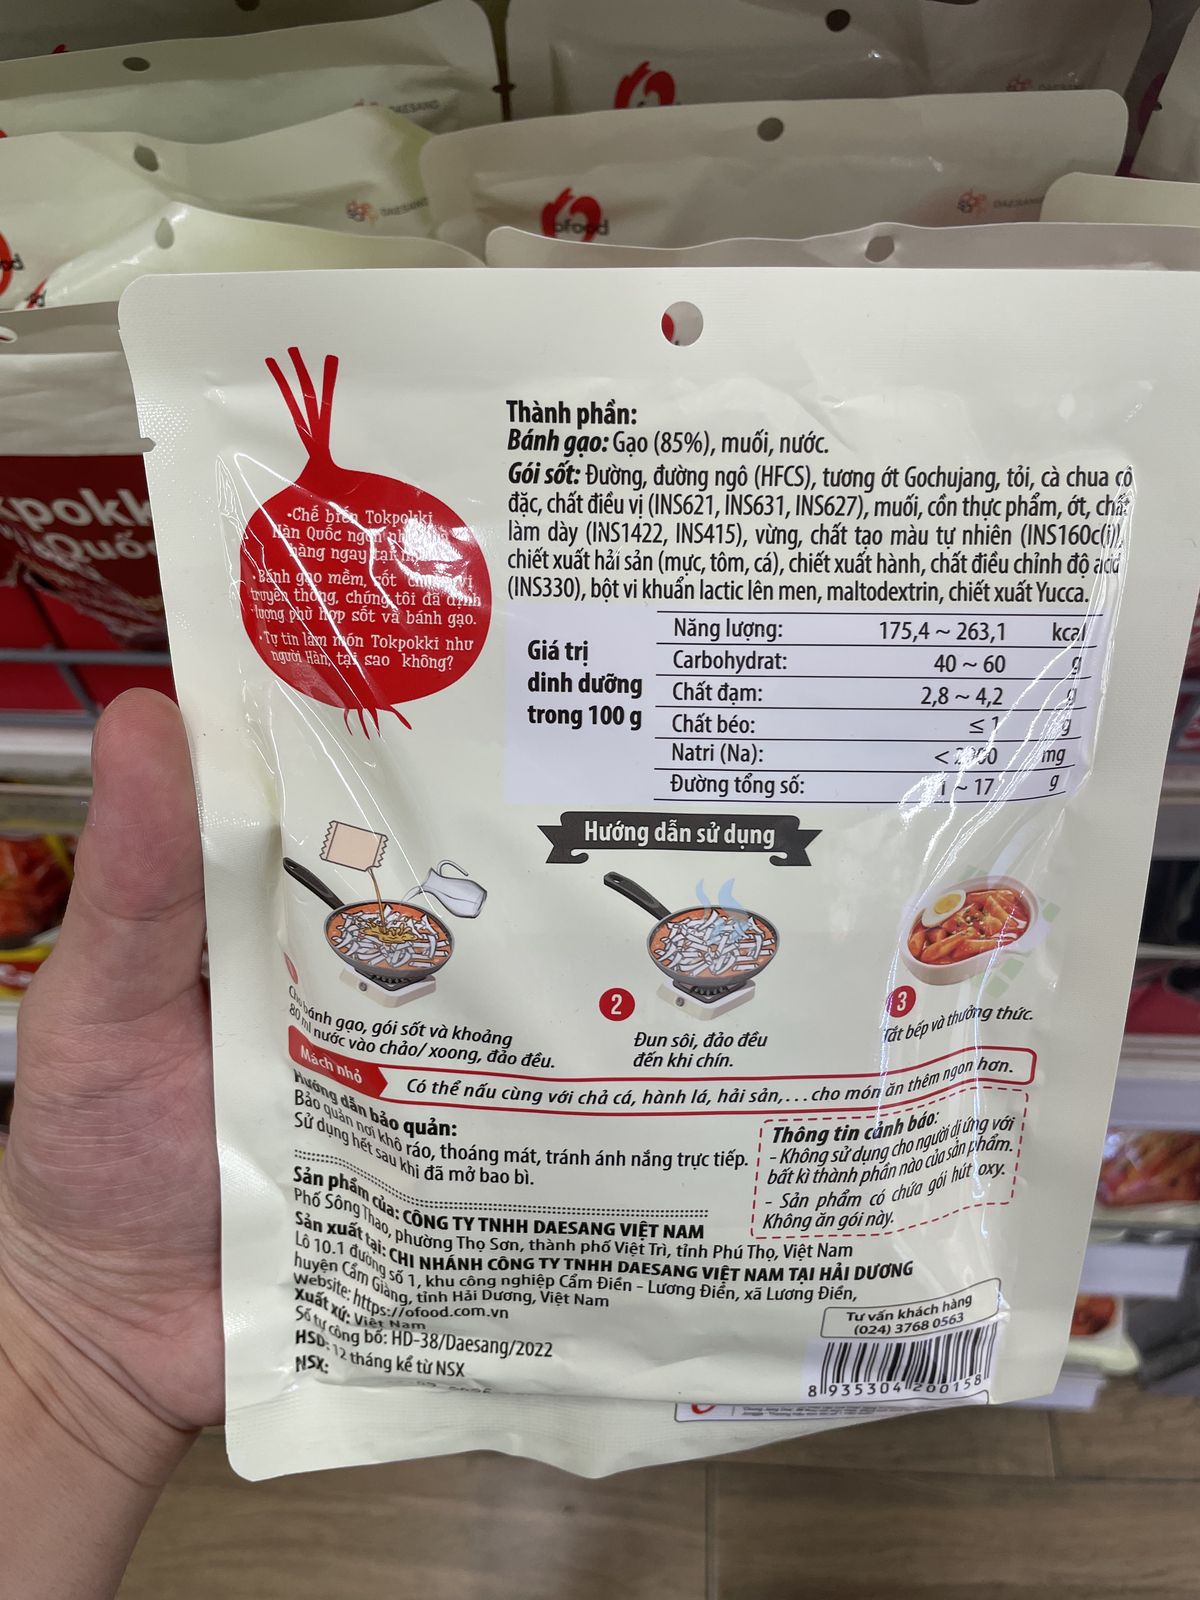 DAESANG
DAESANG
ofood
•Chế biến Tokpokki
Hàn Quốc
hàng ngay tại
•Bánh gạo mềm, sốt
truyền thống, chúng tôi đã định
lượng phù hợp sốt và bánh gạo.
•Tự tin làm món Tokpokki như
người Hàn, tại sao không?
Thành phần:
Bánh gạo: Gạo (85%), muối, nước.
Gói sốt: Đường, đường ngô (HFCS), tương ớt Gochujang, tỏi, cà chua cô
đặc, chất điều vị (INS621, INS631, INS627), muối, cồn thực phẩm, ớt, chất
làm dày (INS1422, INS415), vừng, chất tạo màu tự nhiên (INS160c(i)),
chiết xuất hải sản (mực, tôm, cá), chiết xuất hành, chất điều chỉnh độ acid
(INS330), bột vi khuẩn lactic lên men, maltodextrin, chiết xuất Yucca.
Giá trị
dinh dưỡng
trong 100 g
Năng lượng: 175,4 ~ 263,1 kcal
Carbohydrat: 40 ~ 60 g
Chất đạm: 2,8 ~ 4,2 g
Chất béo: ≤ 1 g
Natri (Na): < mg
Đường tổng số: ~ 17 g
Hướng dẫn sử dụng
Cho bánh gạo, gói sốt và khoảng
80 ml nước vào chảo/ xoong, đảo đều.
2
Đun sôi, đảo đều
đến khi chín.
3
Tắt bếp và thưởng thức.
Mách nhỏ
Có thể nấu cùng với chả cá, hành lá, hải sản,...cho món ăn thêm ngon hơn.
Hướng dẫn bảo quản:
Bảo quản nơi khô ráo, thoáng mát, tránh ánh nắng trực tiếp.
Sử dụng hết sau khi đã mở bao bì.
Thông tin cảnh báo:
- Không sử dụng cho người dị ứng với
bất kì thành phần nào của sản phẩm.
- Sản phẩm có chứa gói hút oxy.
Không ăn gói này.
Sản phẩm của: CÔNG TY TNHH DAESANG VIỆT NAM
Phố Sông Thao, phường Thọ Sơn, thành phố Việt Trì, tỉnh Phú Thọ, Việt Nam
Sản xuất tại: CHI NHÁNH CÔNG TY TNHH DAESANG VIỆT NAM TẠI HẢI DƯƠNG
Lô 10.1 đường số 1, khu công nghiệp Cẩm Điền - Lương Điền, xã Lương Điền,
huyện Cẩm Giàng, tỉnh Hải Dương, Việt Nam
Website: https://ofood.com.vn
Xuất xứ: Việt Nam
Số tự công bố: HD-38/Daesang/2022
HSD: 12 tháng kể từ NSX
NSX:
Tư vấn khách hàng
(024) 3768 0563
8 935304 200158